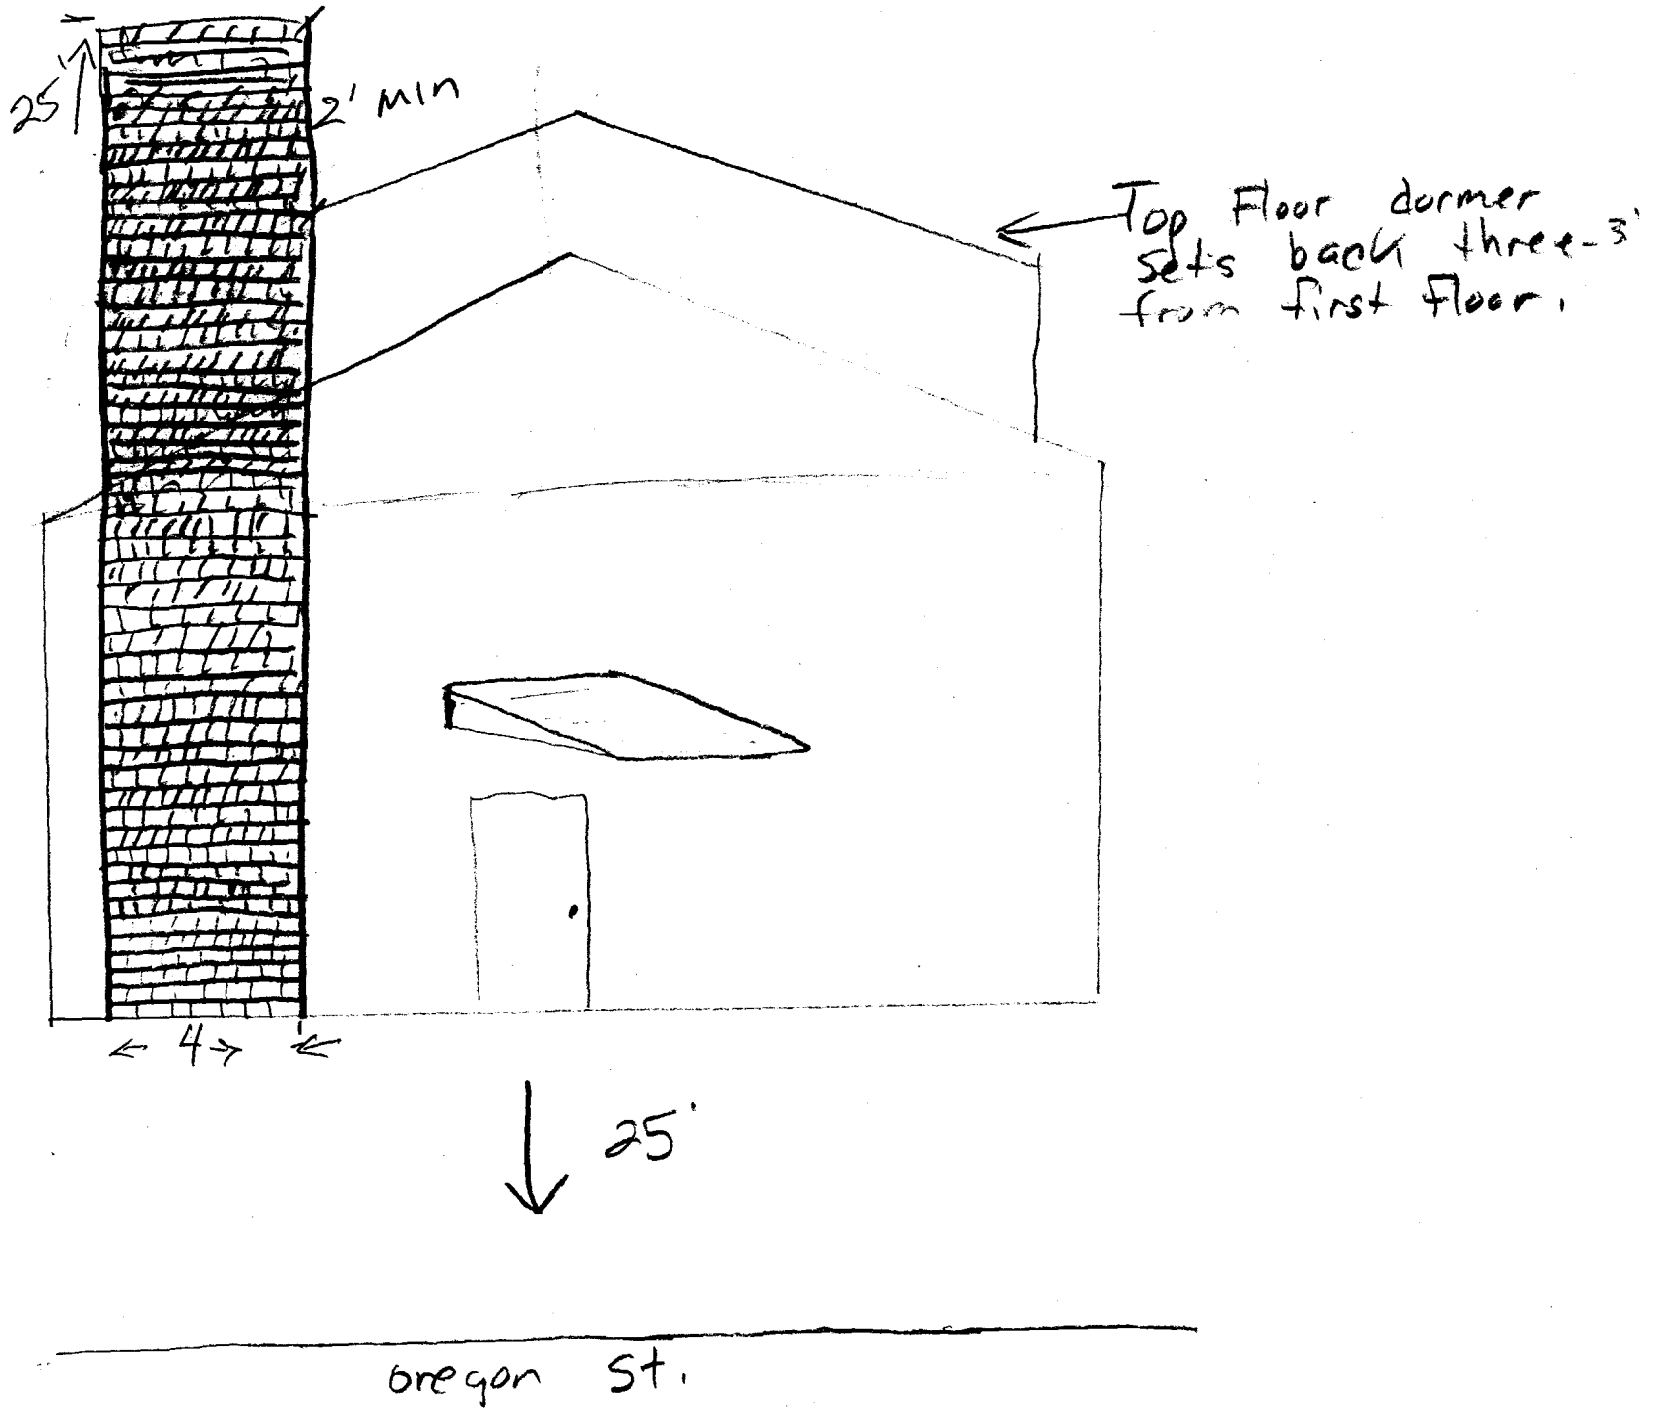 25'
2' MIN
Top Floor dormer
sets back three-3'
from first floor.
4
25'
oregon St.